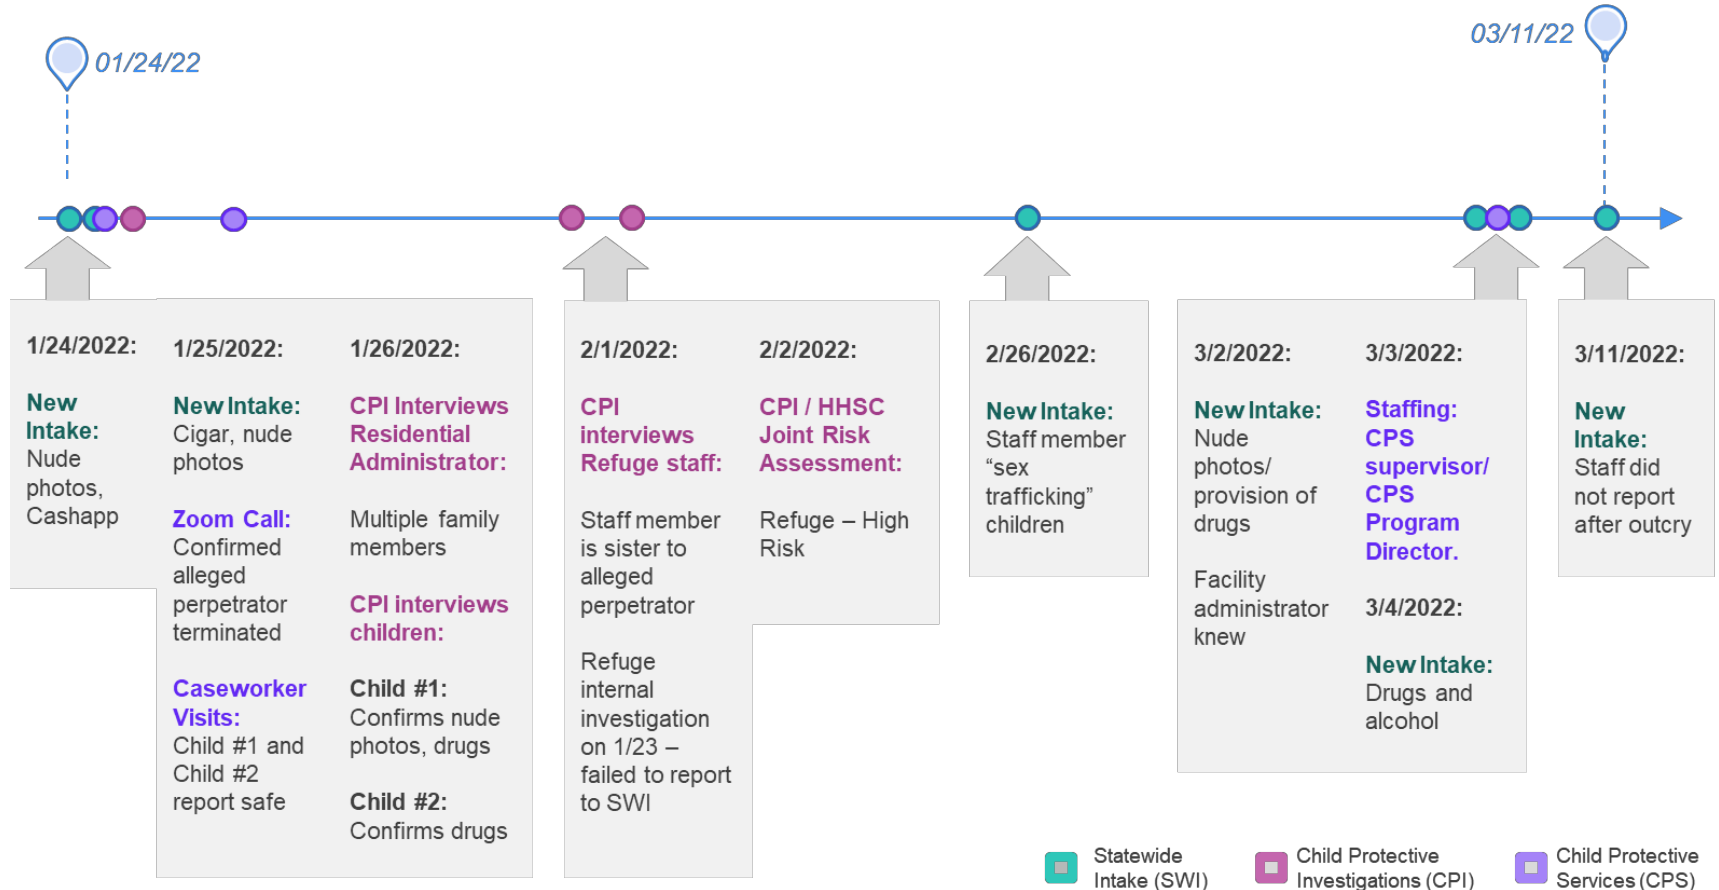 01/24/22
03/11/22
1/24/2022:
New
Intake:
Nude
photos,
Cashapp
1/25/2022:
New Intake:
Cigar, nude
photos
Zoom Call:
Confirmed
alleged
perpetrator
terminated
Caseworker
Visits:
Child #1 and
Child #2
report safe
1/26/2022:
CPI Interviews
Residential
Administrator:
Multiple family
members
CPI interviews
children:
Child #1:
Confirms nude
photos, drugs
Child #2:
Confirms drugs
2/1/2022:
CPI
interviews
Refuge staff:
Staff member
is sister to
alleged
perpetrator
Refuge
internal
investigation
on 1/23 –
failed to report
to SWI
2/2/2022:
CPI / HHSC
Joint Risk
Assessment:
Refuge – High
Risk
2/26/2022:
New Intake:
Staff member
“sex
trafficking”
children
3/2/2022:
New Intake:
Nude
photos/
provision of
drugs
Facility
administrator
knew
3/3/2022:
Staffing:
CPS
supervisor/
CPS
Program
Director.
3/4/2022:
New Intake:
Drugs and
alcohol
3/11/2022:
New
Intake:
Staff did
not report
after outcry
Statewide
Intake (SWI)
Child Protective
Investigations (CPI)
Child Protective
Services (CPS)